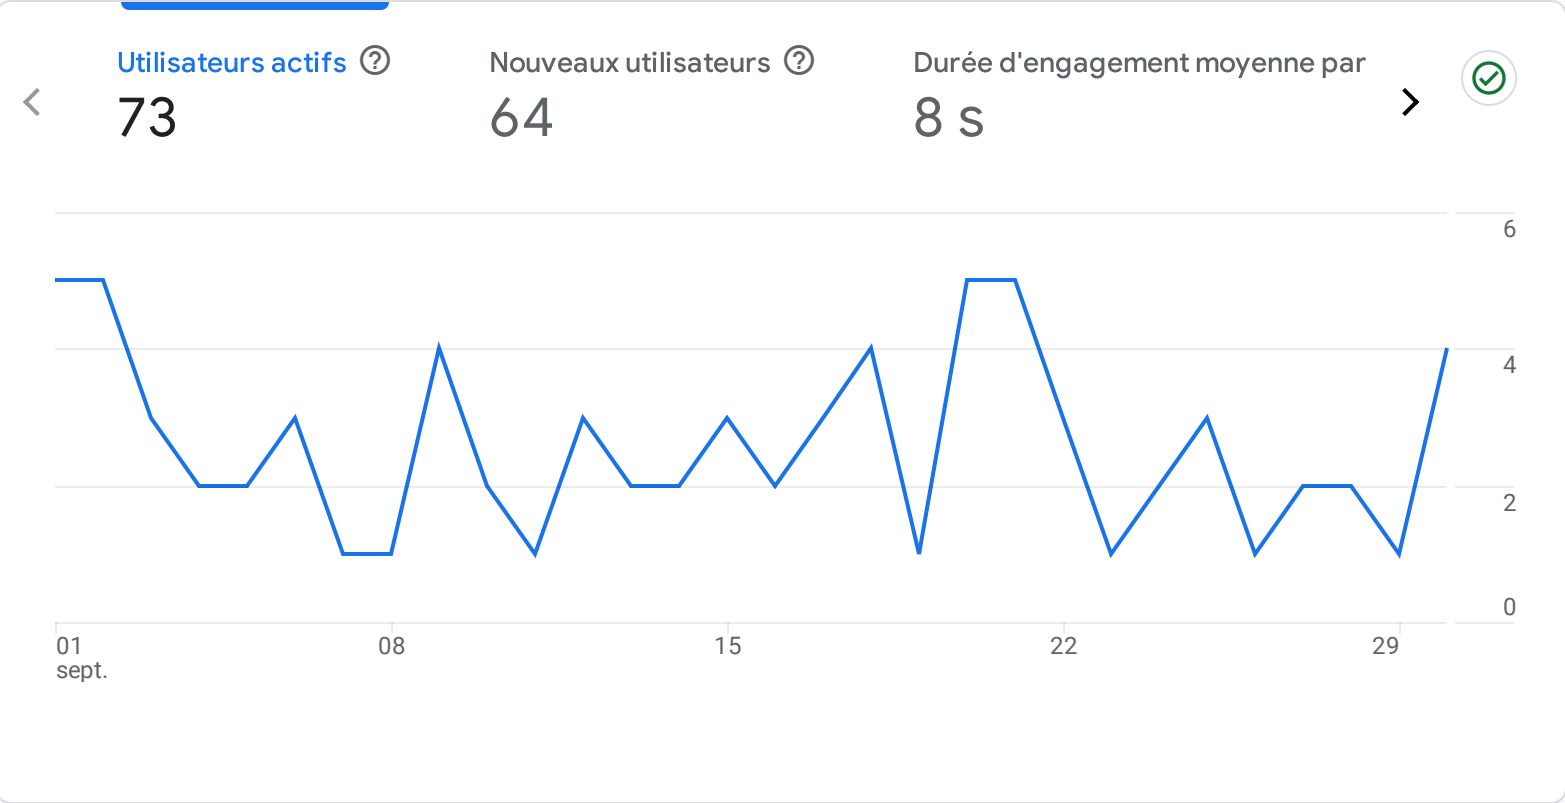 Utilisateurs actifs
73
Nouveaux utilisateurs
64
Durée d'engagement moyenne par
8 s
6
4
2
0
01
sept.
08
15
22
29